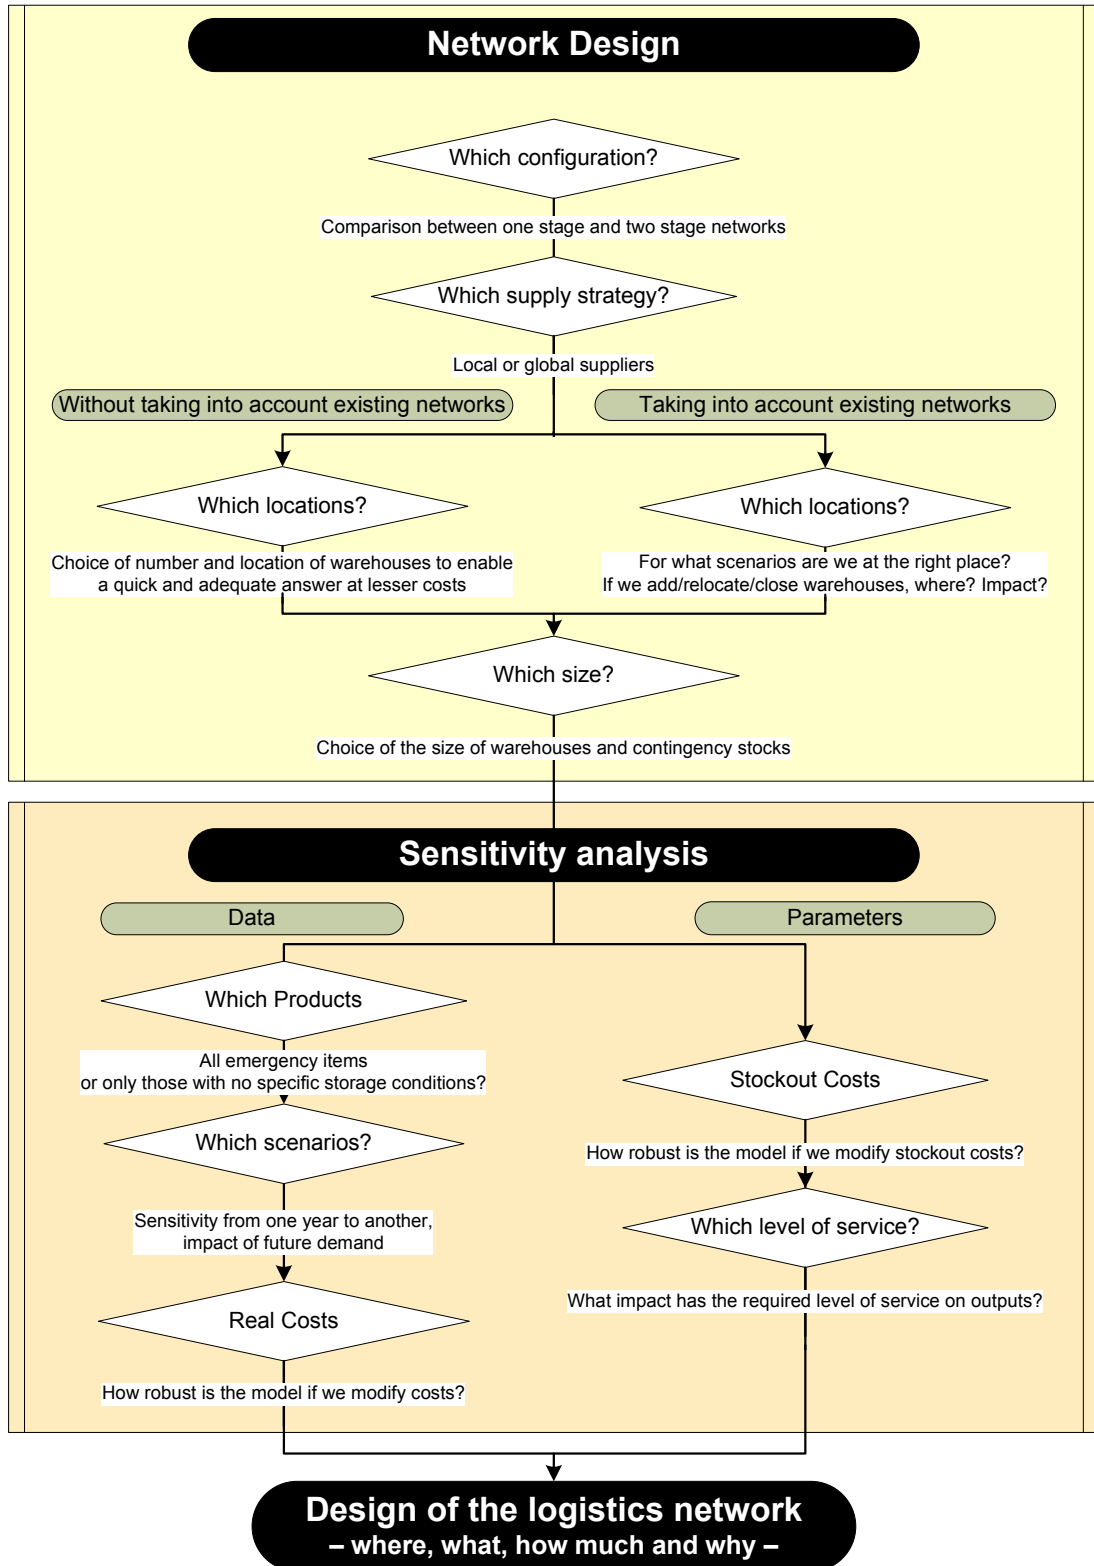 Network Design
Which configuration?
Comparison between one stage and two stage networks
Which supply strategy?
Local or global suppliers
Without taking into account existing networks
Taking into account existing networks
Which locations?
Which locations?
Choice of number and location of warehouses to enable
a quick and adequate answer at lesser costs
For what scenarios are we at the right place?
If we add/relocate/close warehouses, where? Impact?
Which size?
Choice of the size of warehouses and contingency stocks
Sensitivity analysis
Data
Parameters
Which Products
All emergency items
or only those with no specific storage conditions?
Stockout Costs
Which scenarios?
How robust is the model if we modify stockout costs?
Sensitivity from one year to another,
impact of future demand
Which level of service?
What impact has the required level of service on outputs?
Real Costs
How robust is the model if we modify costs?
Design of the logistics network
– where, what, how much and why –